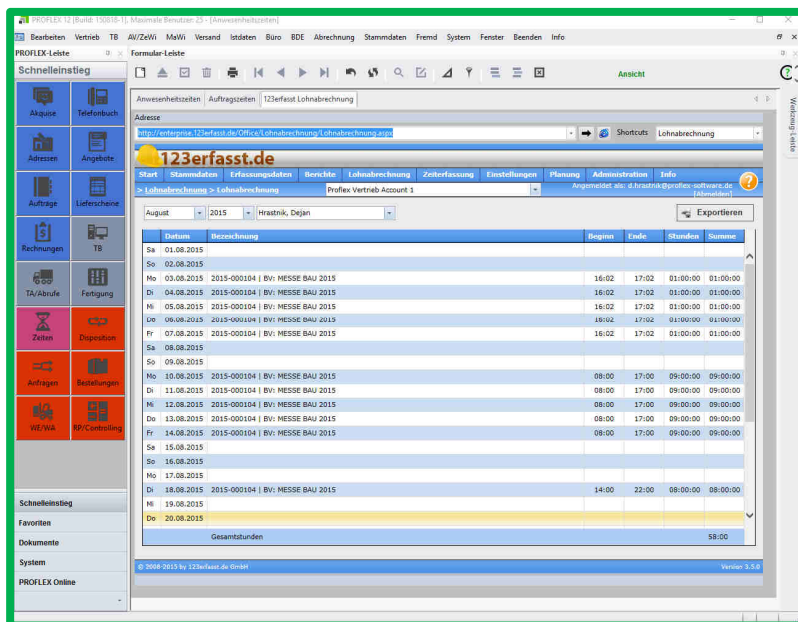 PROFLEX 12 [Build: 150818-1], Maximale Benutzer: 25 - [Anwesenheitszeiten]
Bearbeiten Vertrieb TB AV/ZeWi MaWi Versand Istdaten Büro BDE Abrechnung Stammdaten Fremd System Fenster Beenden Info
PROFLEX-Leiste
Formular-Leiste
Schnelleinstieg
Ansicht
Akquise Telefonbuch
Adressen Angebote
Aufträge Lieferscheine
Rechnungen TB
TA/Abrufe Fertigung
Zeiten Disposition
Anfragen Bestellungen
WE/WA RP/Controlling
Schnelleinstieg
Favoriten
Dokumente
System
PROFLEX Online
Anwesenheitszeiten Auftragszeiten 123erfasst Lohnabrechnung
Adresse
http://enterprise.123erfasst.de/Office/Lohnabrechnung/Lohnabrechnung.aspx Shortcuts Lohnabrechnung
123erfasst.de
Start Stammdaten Erfassungsdaten Berichte Lohnabrechnung Zeiterfassung Einstellungen Planung Administration Info
> Lohnabrechnung > Lohnabrechnung Proflex Vertrieb Account 1 Angemeldet als: d.hrastnik@proflex-software.de
[Abmelden]
August 2015 Hrastnik, Dejan Exportieren
Datum Bezeichnung Beginn Ende Stunden Summe
Sa 01.08.2015
So 02.08.2015
Mo 03.08.2015 2015-000104 | BV: MESSE BAU 2015 16:02 17:02 01:00:00 01:00:00
Di 04.08.2015 2015-000104 | BV: MESSE BAU 2015 16:02 17:02 01:00:00 01:00:00
Mi 05.08.2015 2015-000104 | BV: MESSE BAU 2015 16:02 17:02 01:00:00 01:00:00
Do 06.08.2015 2015-000104 | BV: MESSE BAU 2015 16:02 17:02 01:00:00 01:00:00
Fr 07.08.2015 2015-000104 | BV: MESSE BAU 2015 16:02 17:02 01:00:00 01:00:00
Sa 08.08.2015
So 09.08.2015
Mo 10.08.2015 2015-000104 | BV: MESSE BAU 2015 08:00 17:00 09:00:00 09:00:00
Di 11.08.2015 2015-000104 | BV: MESSE BAU 2015 08:00 17:00 09:00:00 09:00:00
Mi 12.08.2015 2015-000104 | BV: MESSE BAU 2015 08:00 17:00 09:00:00 09:00:00
Do 13.08.2015 2015-000104 | BV: MESSE BAU 2015 08:00 17:00 09:00:00 09:00:00
Fr 14.08.2015 2015-000104 | BV: MESSE BAU 2015 08:00 17:00 09:00:00 09:00:00
Sa 15.08.2015
So 16.08.2015
Mo 17.08.2015
Di 18.08.2015 2015-000104 | BV: MESSE BAU 2015 14:00 22:00 08:00:00 08:00:00
Mi 19.08.2015
Do 20.08.2015
Gesamtstunden 58:00
© 2008-2015 by 123erfasst.de GmbH Version 3.5.0
Werkzeug-Leiste